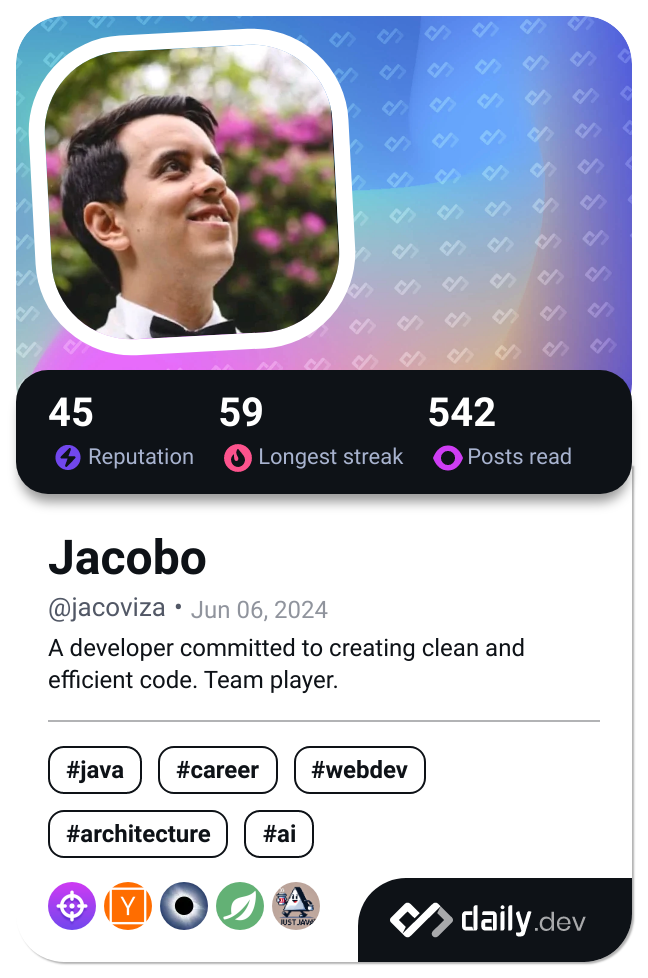 45 59 542
Reputation Longest streak Posts read
Jacobo
@jacoviza • Jun 06, 2024
A developer committed to creating clean and
efficient code. Team player.
#java #career #webdev
#architecture #ai
Y
JUST JAVA
daily.dev